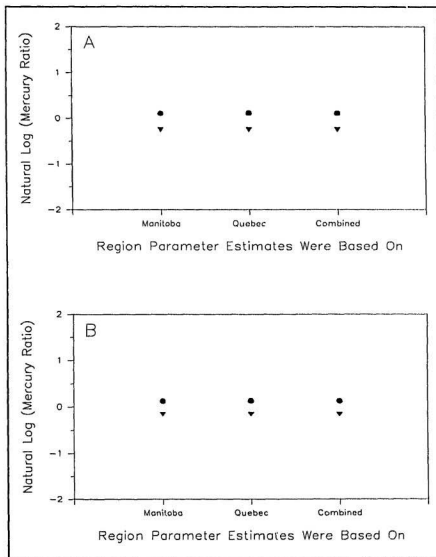 A
Natural Log (Mercury Ratio)
2
1
0
−1
−2
Manitoba Quebec Combined
Region Parameter Estimates Were Based On
B
Natural Log (Mercury Ratio)
2
1
0
−1
−2
Manitoba Quebec Combined
Region Parameter Estimates Were Based On